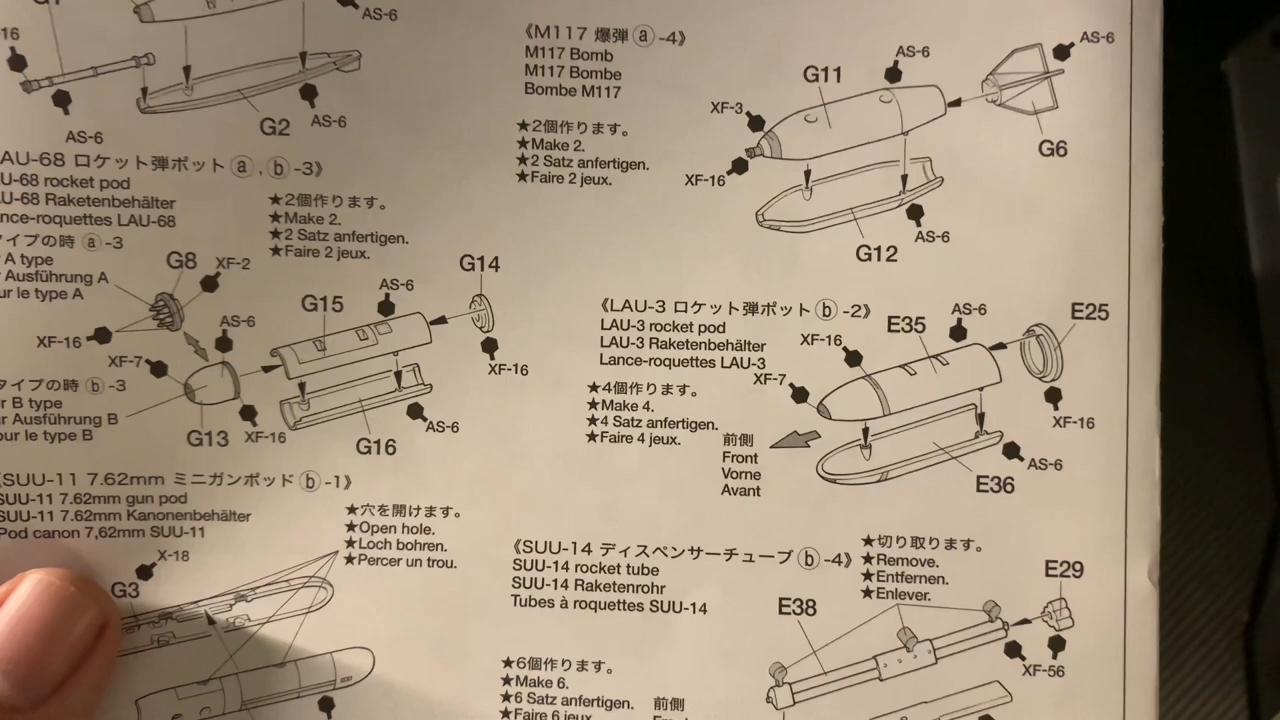 AS-6
16
AS-6
G2
AS-6
AU-68 ロケット弾ポット ⓐ, ⓑ -3》
U-68 rocket pod
U-68 Raketenbehälter
nce-roquettes LAU-68
★2個作ります。
★Make 2.
★2 Satz anfertigen.
★Faire 2 jeux.
イプの時 ⓐ -3
A type
Ausführung A
ur le type A
G8
XF-2
XF-16
AS-6
XF-7
タイプの時 ⓑ -3
r B type
r Ausführung B
our le type B
G13
XF-16
G15
AS-6
G14
XF-16
AS-6
G16
《M117 爆弾 ⓐ -4》
M117 Bomb
M117 Bombe
Bombe M117
★2個作ります。
★Make 2.
★2 Satz anfertigen.
★Faire 2 jeux.
G11
AS-6
AS-6
XF-3
XF-16
G6
AS-6
G12
《LAU-3 ロケット弾ポット ⓑ -2》
LAU-3 rocket pod
LAU-3 Raketenbehälter
Lance-roquettes LAU-3
★4個作ります。
★Make 4.
★4 Satz anfertigen.
★Faire 4 jeux.
前側
Front
Vorne
Avant
XF-16
E35
AS-6
E25
XF-7
XF-16
AS-6
E36
《SUU-11 7.62mm ミニガンポッド ⓑ -1》
SUU-11 7.62mm gun pod
SUU-11 7.62mm Kanonenbehälter
Pod canon 7,62mm SUU-11
★穴を開けます。
★Open hole.
★Loch bohren.
★Percer un trou.
X-18
G3
《SUU-14 ディスペンサーチューブ ⓑ -4》
SUU-14 rocket tube
SUU-14 Raketenrohr
Tubes à roquettes SUU-14
★切り取ります。
★Remove.
★Entfernen.
★Enlever.
E38
E29
XF-56
★6個作ります。
★Make 6.
★6 Satz anfertigen.
★Faire 6 jeux
前側